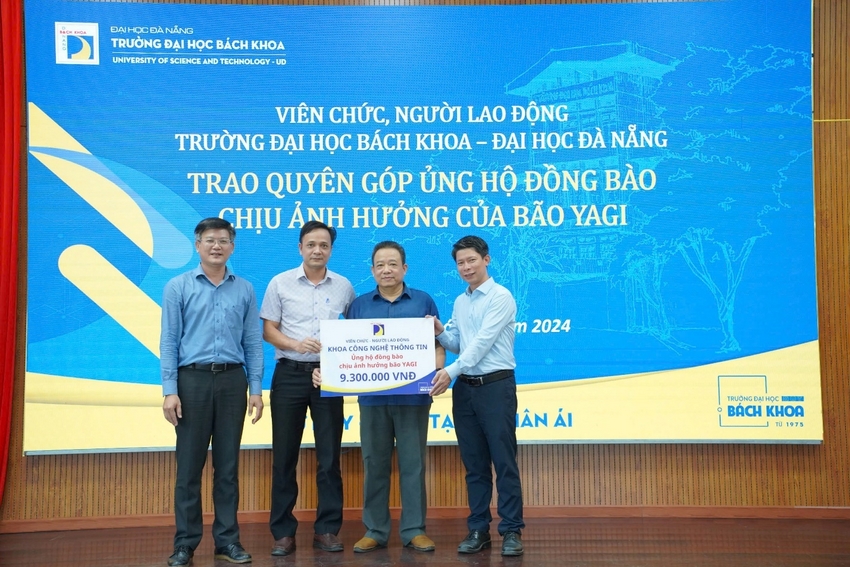 BÁCH KHOA
ĐẠI HỌC ĐÀ NẴNG
TRƯỜNG ĐẠI HỌC BÁCH KHOA
UNIVERSITY OF SCIENCE AND TECHNOLOGY - UD
VIÊN CHỨC, NGƯỜI LAO ĐỘNG
TRƯỜNG ĐẠI HỌC BÁCH KHOA – ĐẠI HỌC ĐÀ NẴNG
TRAO QUYÊN GÓP ỦNG HỘ ĐỒNG BÀO
CHỊU ẢNH HƯỞNG CỦA BÃO YAGI
2024
VIÊN CHỨC - NGƯỜI LAO ĐỘNG
KHOA CÔNG NGHỆ THÔNG TIN
Ủng hộ đồng bào
chịu ảnh hưởng bão YAGI
9.300.000 VNĐ
ÁI
TRƯỜNG ĐẠI HỌC
BÁCH KHOA
TỪ 1975